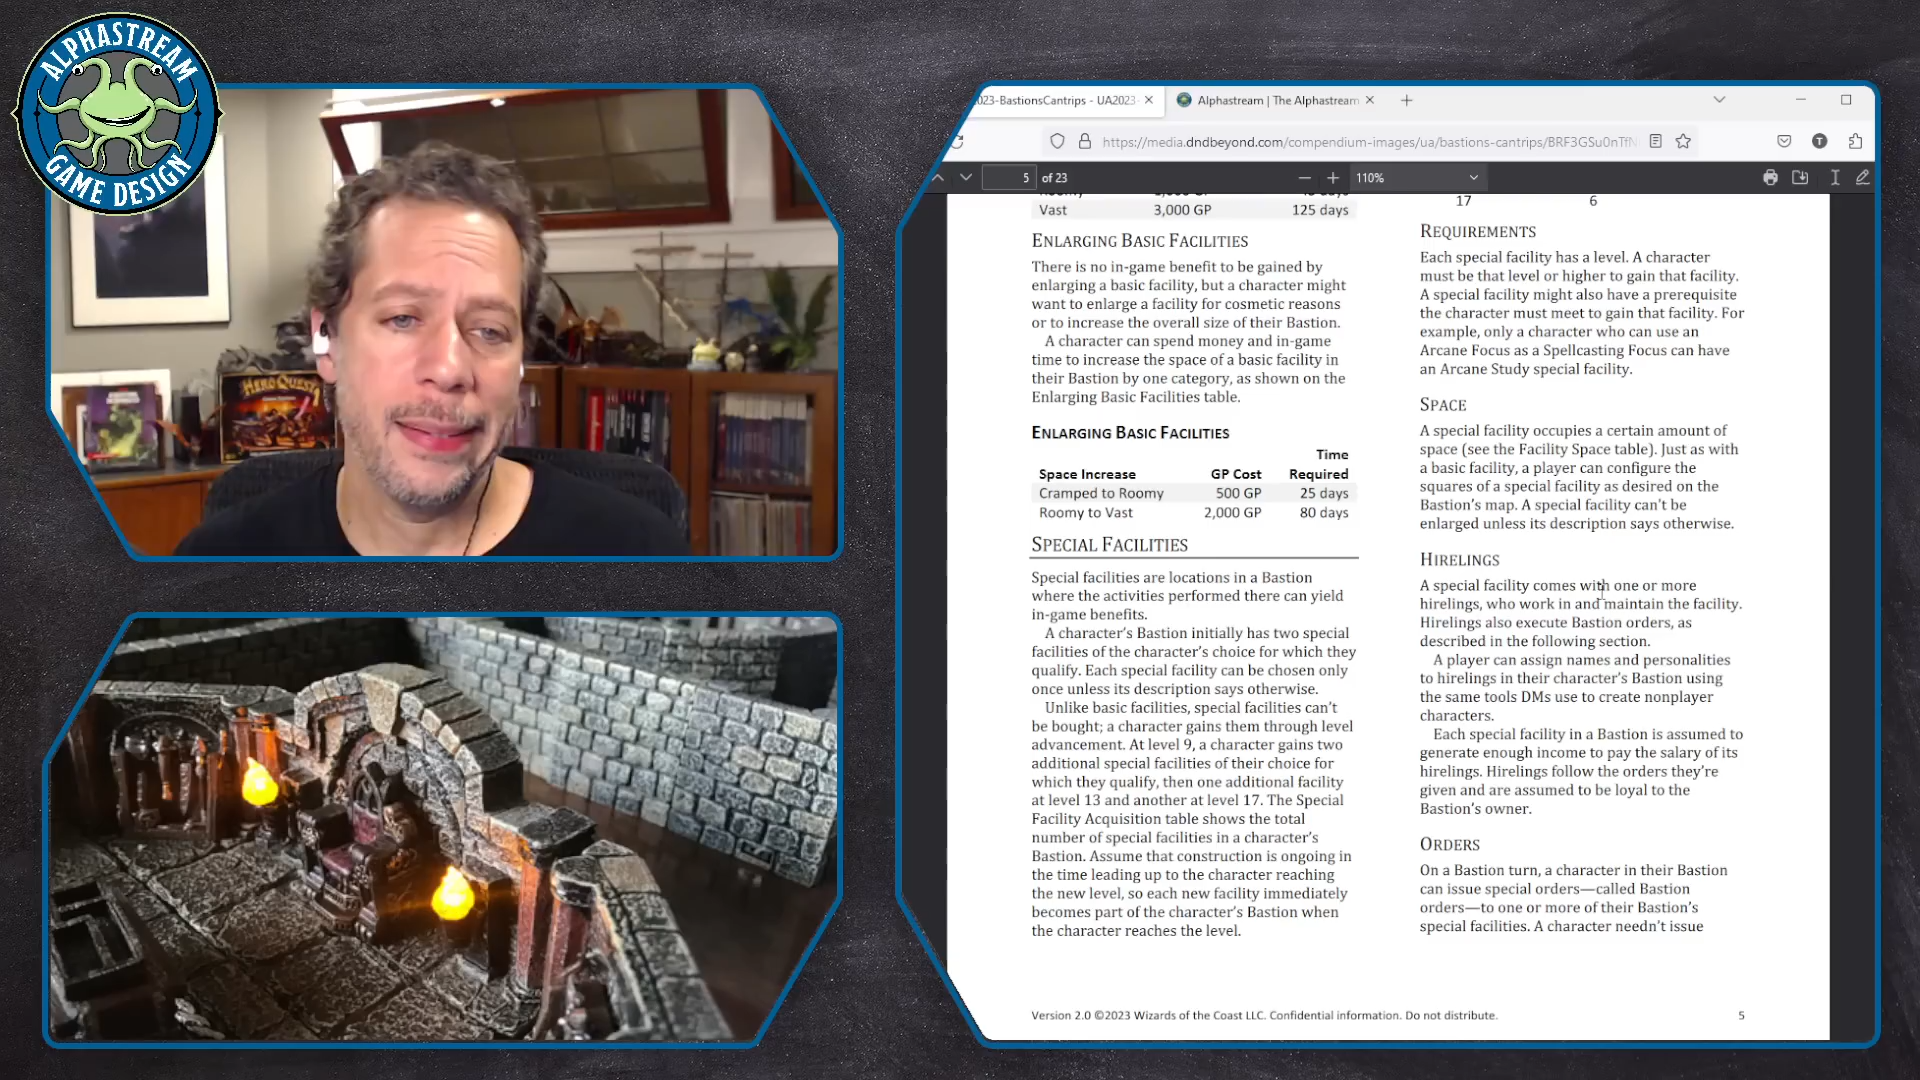 ALPHASTREAM
GAME DESIGN
HEROQUEST
023-BastionsCantrips - UA2023-
Alphastream | The Alphastream
https://media.dndbeyond.com/compendium-images/ua/bastions-cantrips/BRF3GSu0nTfN
T
5 of 23
110%
Vast 3,000 GP 125 days
ENLARGING BASIC FACILITIES
There is no in-game benefit to be gained by
enlarging a basic facility, but a character might
want to enlarge a facility for cosmetic reasons
or to increase the overall size of their Bastion.
A character can spend money and in-game
time to increase the space of a basic facility in
their Bastion by one category, as shown on the
Enlarging Basic Facilities table.
ENLARGING BASIC FACILITIES
Time
Space Increase GP Cost Required
Cramped to Roomy 500 GP 25 days
Roomy to Vast 2,000 GP 80 days
SPECIAL FACILITIES
Special facilities are locations in a Bastion
where the activities performed there can yield
in-game benefits.
A character's Bastion initially has two special
facilities of the character's choice for which they
qualify. Each special facility can be chosen only
once unless its description says otherwise.
Unlike basic facilities, special facilities can't
be bought; a character gains them through level
advancement. At level 9, a character gains two
additional special facilities of their choice for
which they qualify, then one additional facility
at level 13 and another at level 17. The Special
Facility Acquisition table shows the total
number of special facilities in a character's
Bastion. Assume that construction is ongoing in
the time leading up to the character reaching
the new level, so each new facility immediately
becomes part of the character's Bastion when
the character reaches the level.
17 6
REQUIREMENTS
Each special facility has a level. A character
must be that level or higher to gain that facility.
A special facility might also have a prerequisite
the character must meet to gain that facility. For
example, only a character who can use an
Arcane Focus as a Spellcasting Focus can have
an Arcane Study special facility.
SPACE
A special facility occupies a certain amount of
space (see the Facility Space table). Just as with
a basic facility, a player can configure the
squares of a special facility as desired on the
Bastion's map. A special facility can't be
enlarged unless its description says otherwise.
HIRELINGS
A special facility comes with one or more
hirelings, who work in and maintain the facility.
Hirelings also execute Bastion orders, as
described in the following section.
A player can assign names and personalities
to hirelings in their character's Bastion using
the same tools DMs use to create nonplayer
characters.
Each special facility in a Bastion is assumed to
generate enough income to pay the salary of its
hirelings. Hirelings follow the orders they're
given and are assumed to be loyal to the
Bastion's owner.
ORDERS
On a Bastion turn, a character in their Bastion
can issue special orders—called Bastion
orders—to one or more of their Bastion's
special facilities. A character needn't issue
Version 2.0 ©2023 Wizards of the Coast LLC. Confidential information. Do not distribute. 5